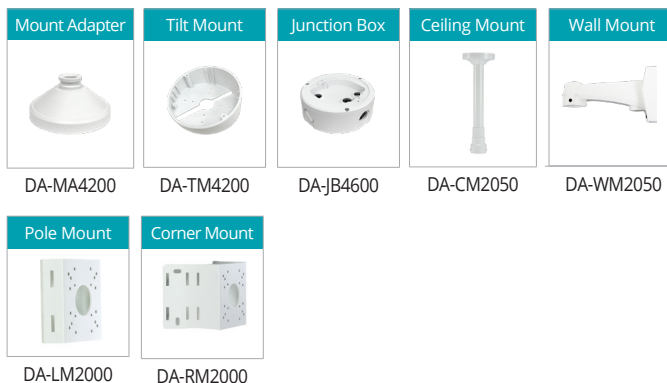 Mount Adapter
Tilt Mount
Junction Box
Ceiling Mount
Wall Mount
DA-MA4200
DA-TM4200
DA-JB4600
DA-CM2050
DA-WM2050
Pole Mount
Corner Mount
DA-LM2000
DA-RM2000